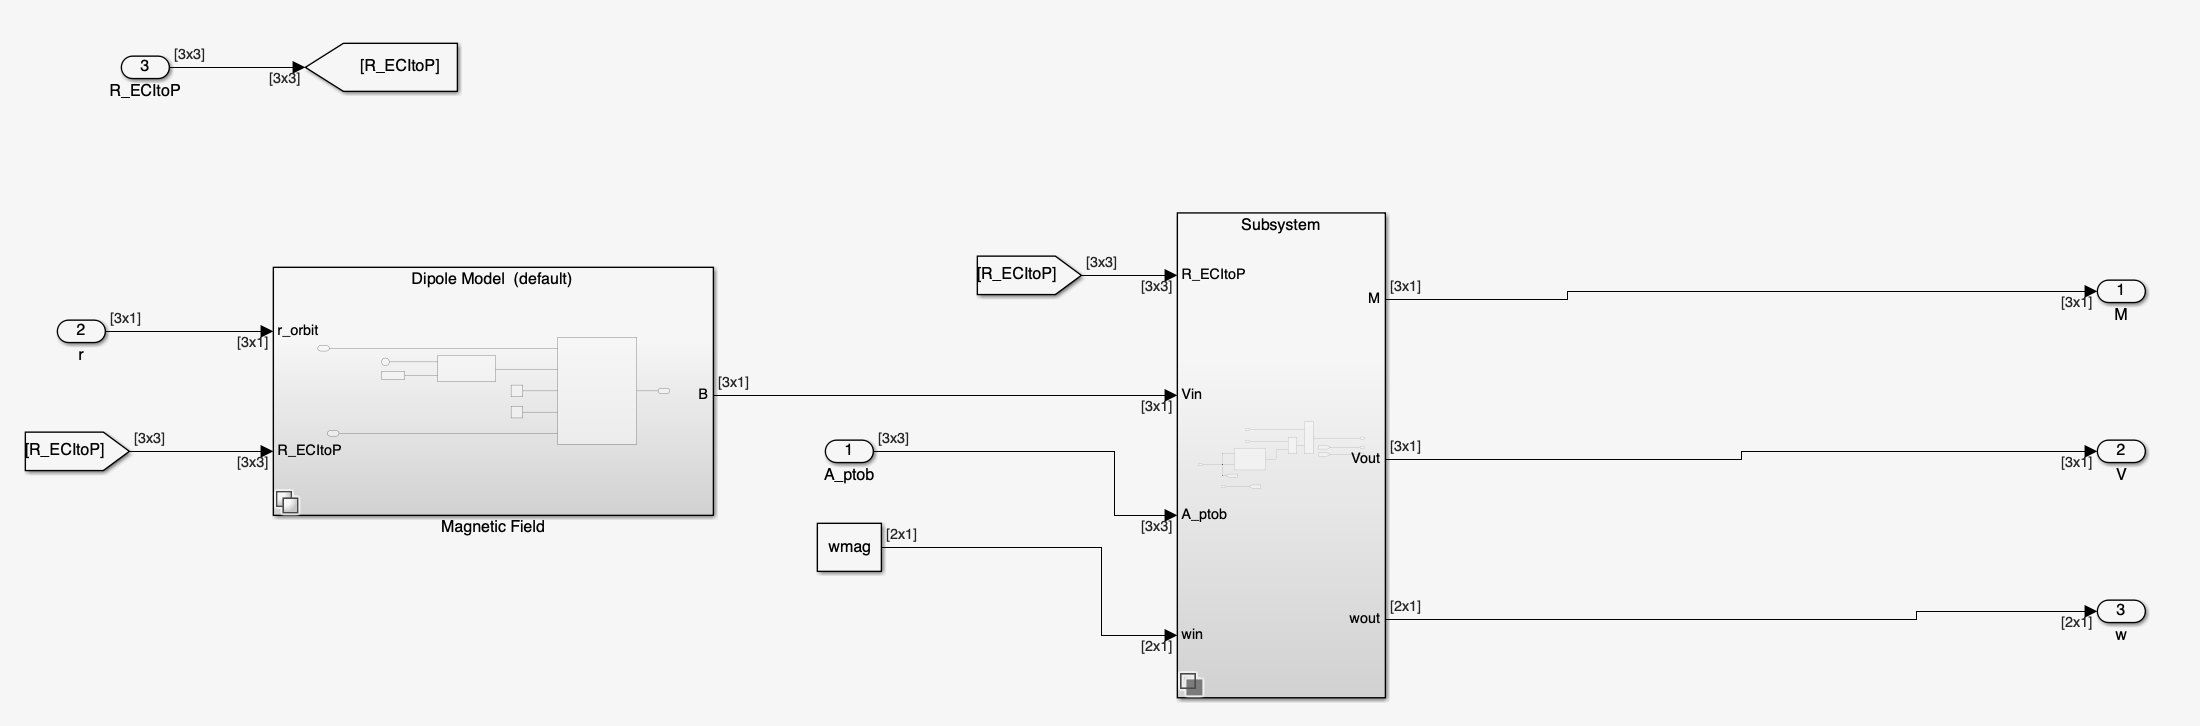 3
[3x3]
[3x3]
[R_ECItoP]
R_ECItoP
Subsystem
[R_ECItoP]
[3x3]
[3x3]
R_ECItoP
Dipole Model (default)
M
[3x1]
[3x1]
1
M
2
[3x1]
[3x1]
r
r_orbit
B
[3x1]
[3x1]
Vin
[R_ECItoP]
[3x3]
[3x3]
R_ECItoP
Magnetic Field
1
[3x3]
A_ptob
Vout
[3x1]
[3x1]
2
V
[3x3]
A_ptob
wmag
[2x1]
[2x1]
win
wout
[2x1]
[2x1]
3
w